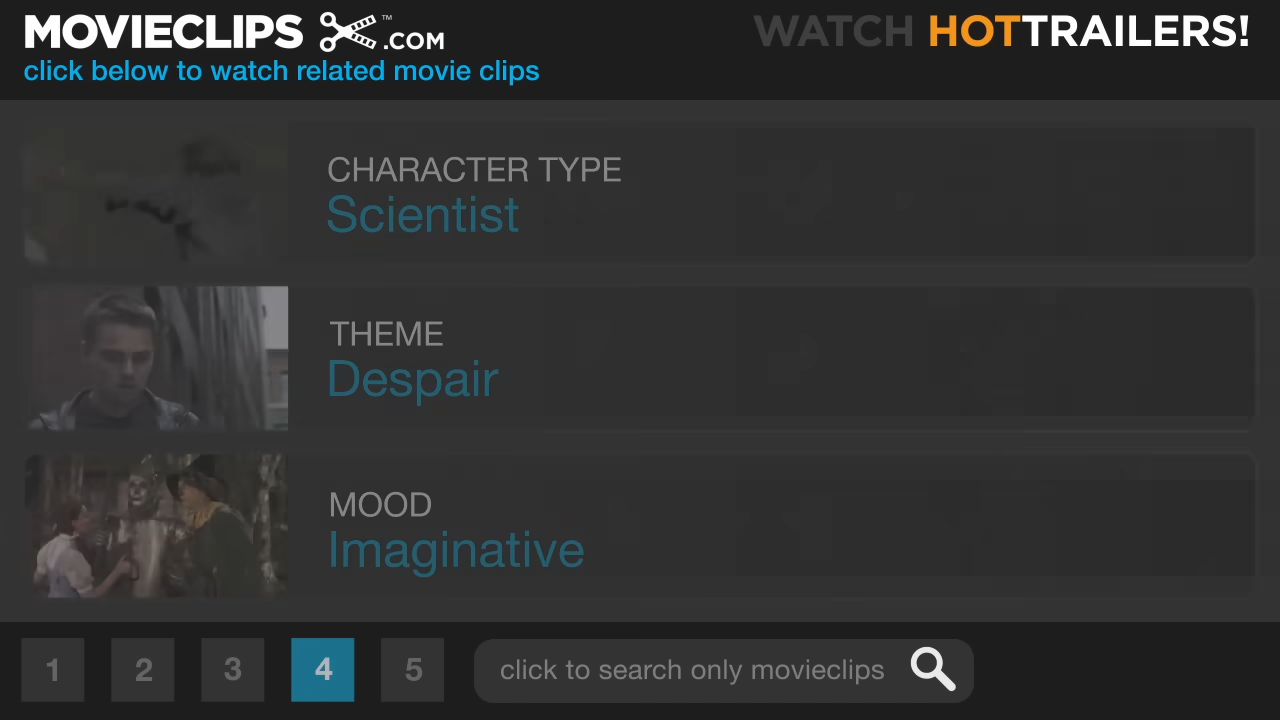 MOVIECLIPS ™ .COM
WATCH HOTTRAILERS!
click below to watch related movie clips
CHARACTER TYPE
Scientist
THEME
Despair
MOOD
Imaginative
1 2 3 4 5
click to search only movieclips